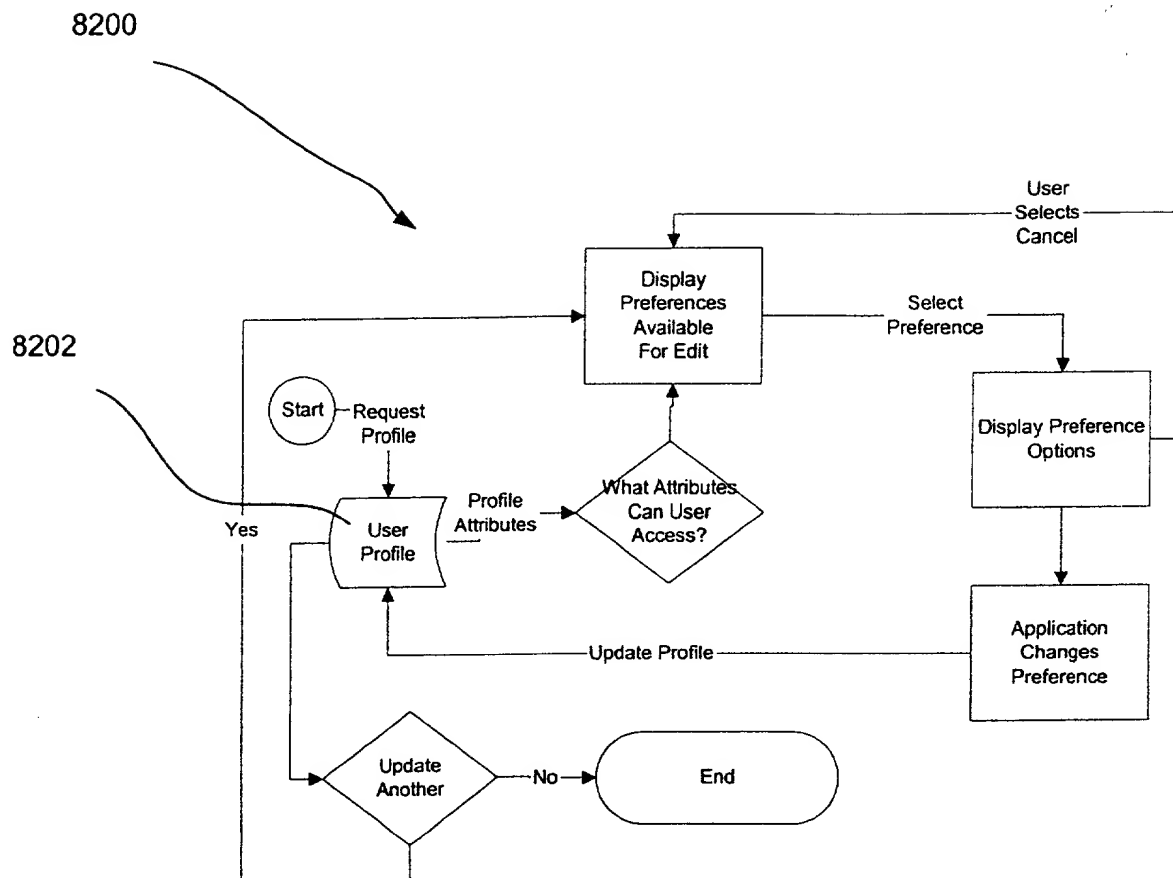 8200
User
Selects
Cancel
Display
Preferences
Available
For Edit
Select
Preference
8202
Start
Request
Profile
Display Preference
Options
What Attributes
Can User
Access?
Profile
Attributes
User
Profile
Yes
Application
Changes
Preference
Update Profile
Update
Another
No
End